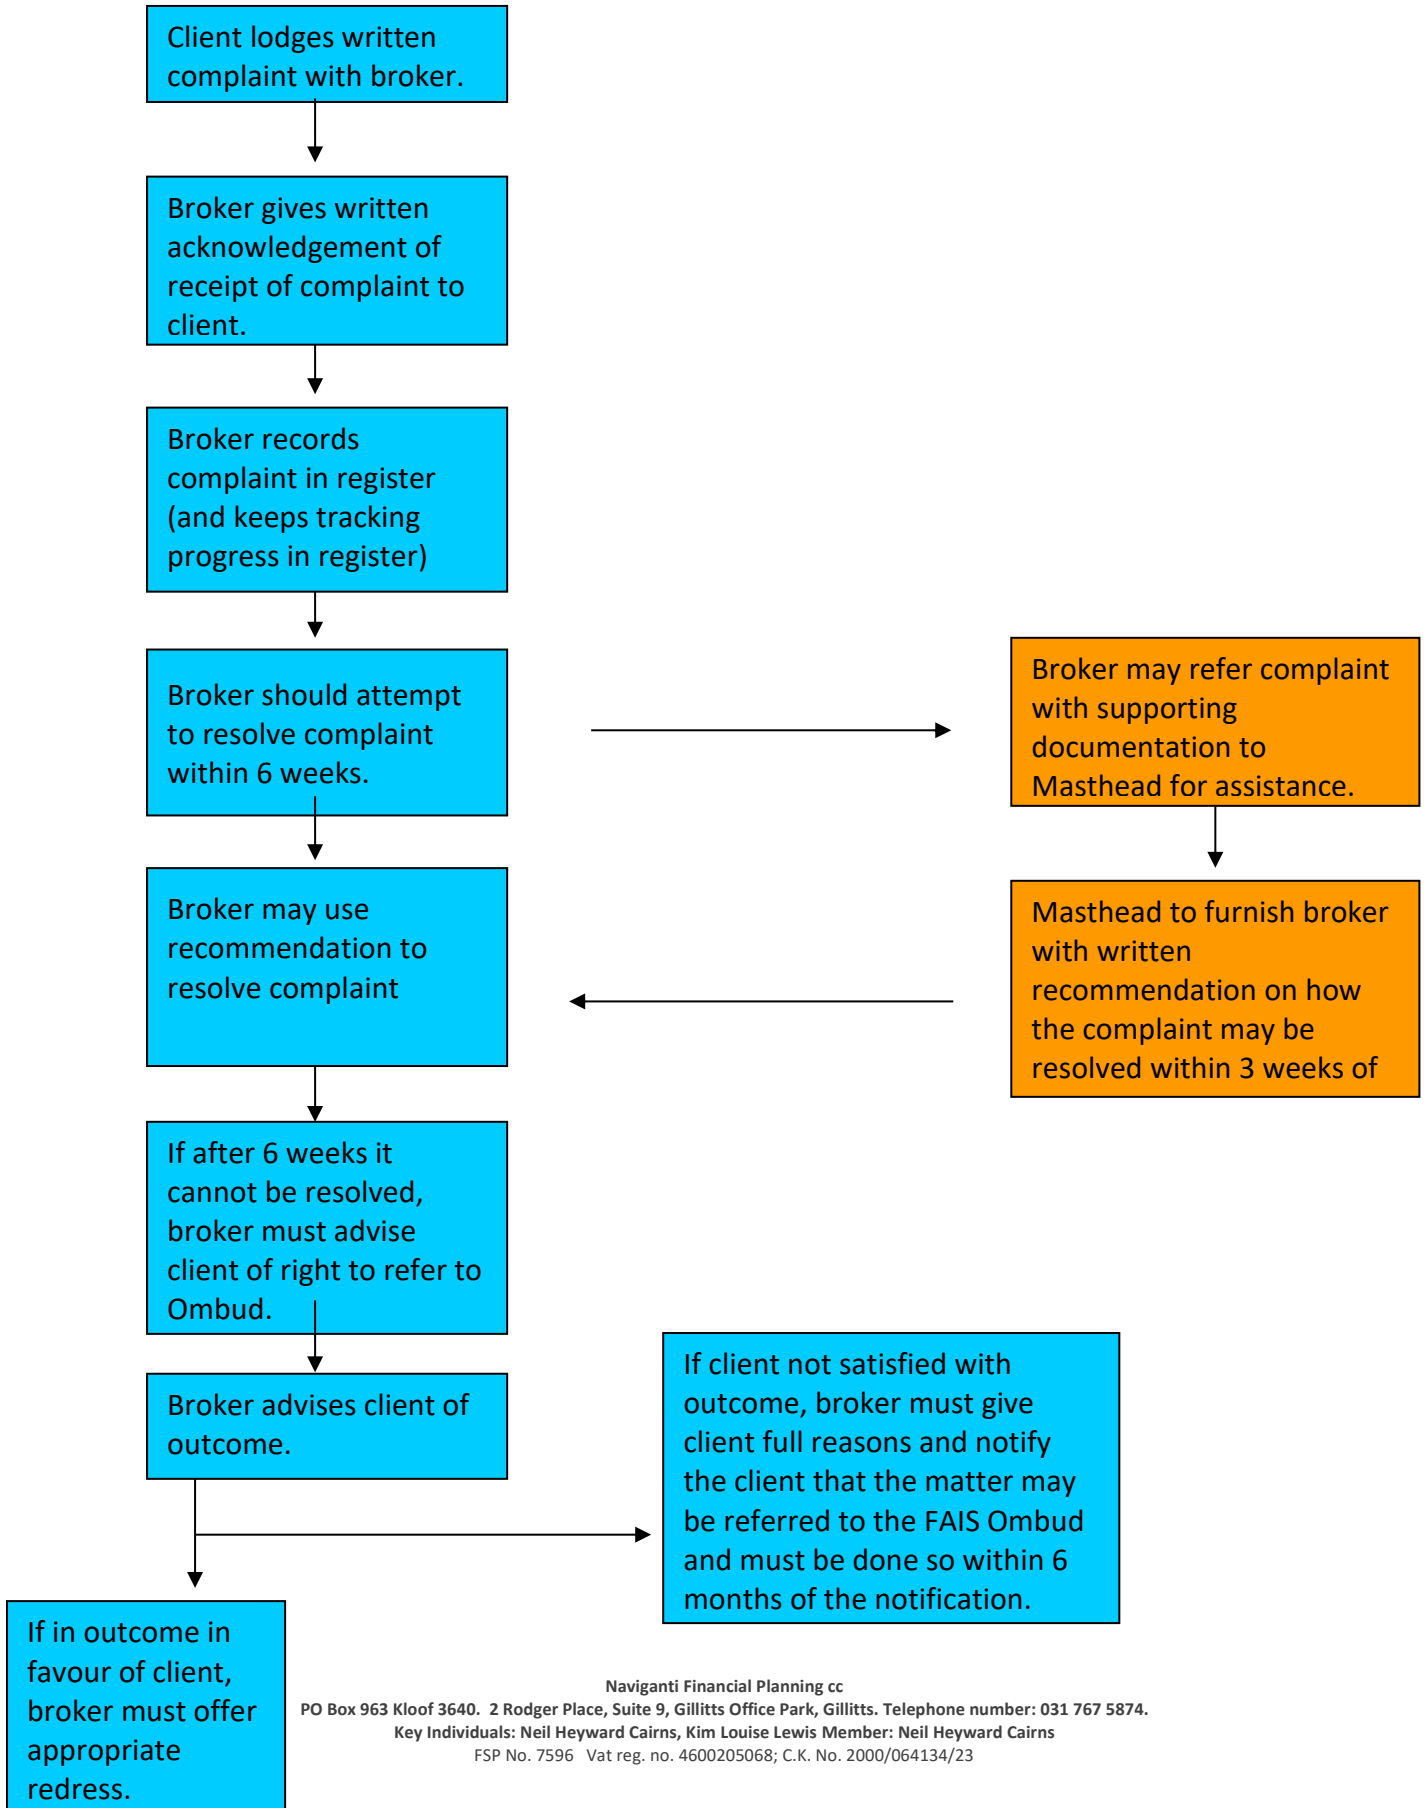 Client lodges written
complaint with broker.
Broker gives written
acknowledgement of
receipt of complaint to
client.
Broker records
complaint in register
(and keeps tracking
progress in register)
Broker should attempt
to resolve complaint
within 6 weeks.
Broker may refer complaint
with supporting
documentation to
Masthead for assistance.
Broker may use
recommendation to
resolve complaint
Masthead to furnish broker
with written
recommendation on how
the complaint may be
resolved within 3 weeks of
If after 6 weeks it
cannot be resolved,
broker must advise
client of right to refer to
Ombud.
Broker advises client of
outcome.
If client not satisfied with
outcome, broker must give
client full reasons and notify
the client that the matter may
be referred to the FAIS Ombud
and must be done so within 6
months of the notification.
If in outcome in
favour of client,
broker must offer
appropriate
redress.
Naviganti Financial Planning cc
PO Box 963 Kloof 3640.  2 Rodger Place, Suite 9, Gillitts Office Park, Gillitts. Telephone number: 031 767 5874.
Key Individuals: Neil Heyward Cairns, Kim Louise Lewis Member: Neil Heyward Cairns
FSP No. 7596   Vat reg. no. 4600205068; C.K. No. 2000/064134/23